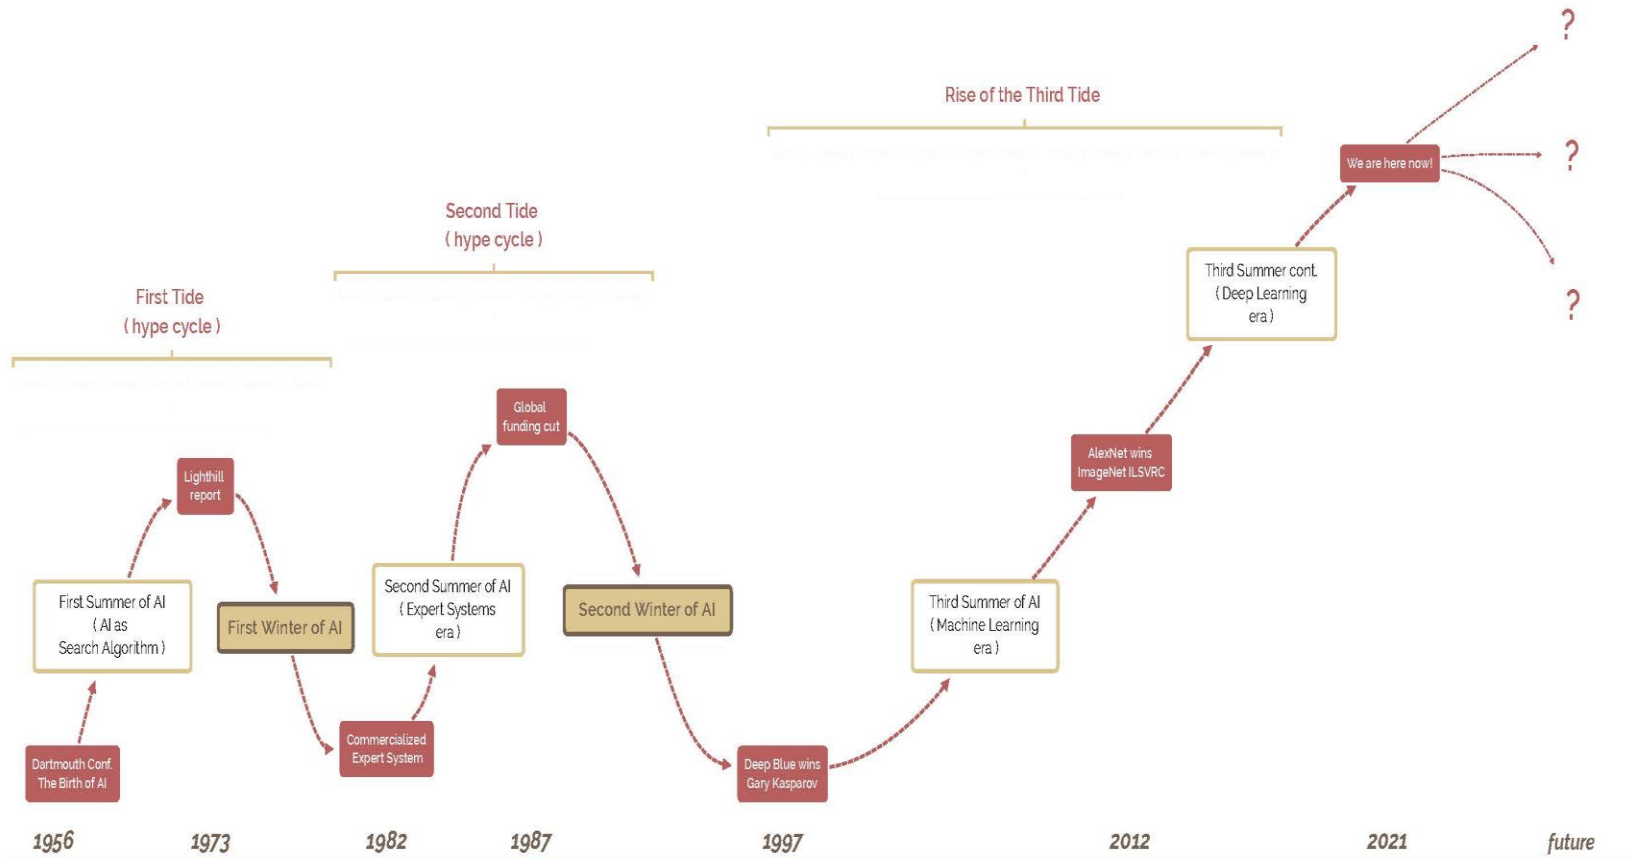 ?
Rise of the Third Tide
We are here now!
?
Second Tide
( hype cycle )
Third Summer cont.
( Deep Learning
era )
?
First Tide
( hype cycle )
Global
funding cut
AlexNet wins
ImageNet ILSVRC
Lighthill
report
First Summer of AI
( AI as
Search Algorithm )
First Winter of AI
Second Summer of AI
( Expert Systems
era )
Second Winter of AI
Third Summer of AI
( Machine Learning
era )
Commercialized
Expert System
Dartmouth Conf.
The Birth of AI
Deep Blue wins
Gary Kasparov
1956 1973 1982 1987 1997 2012 2021 future